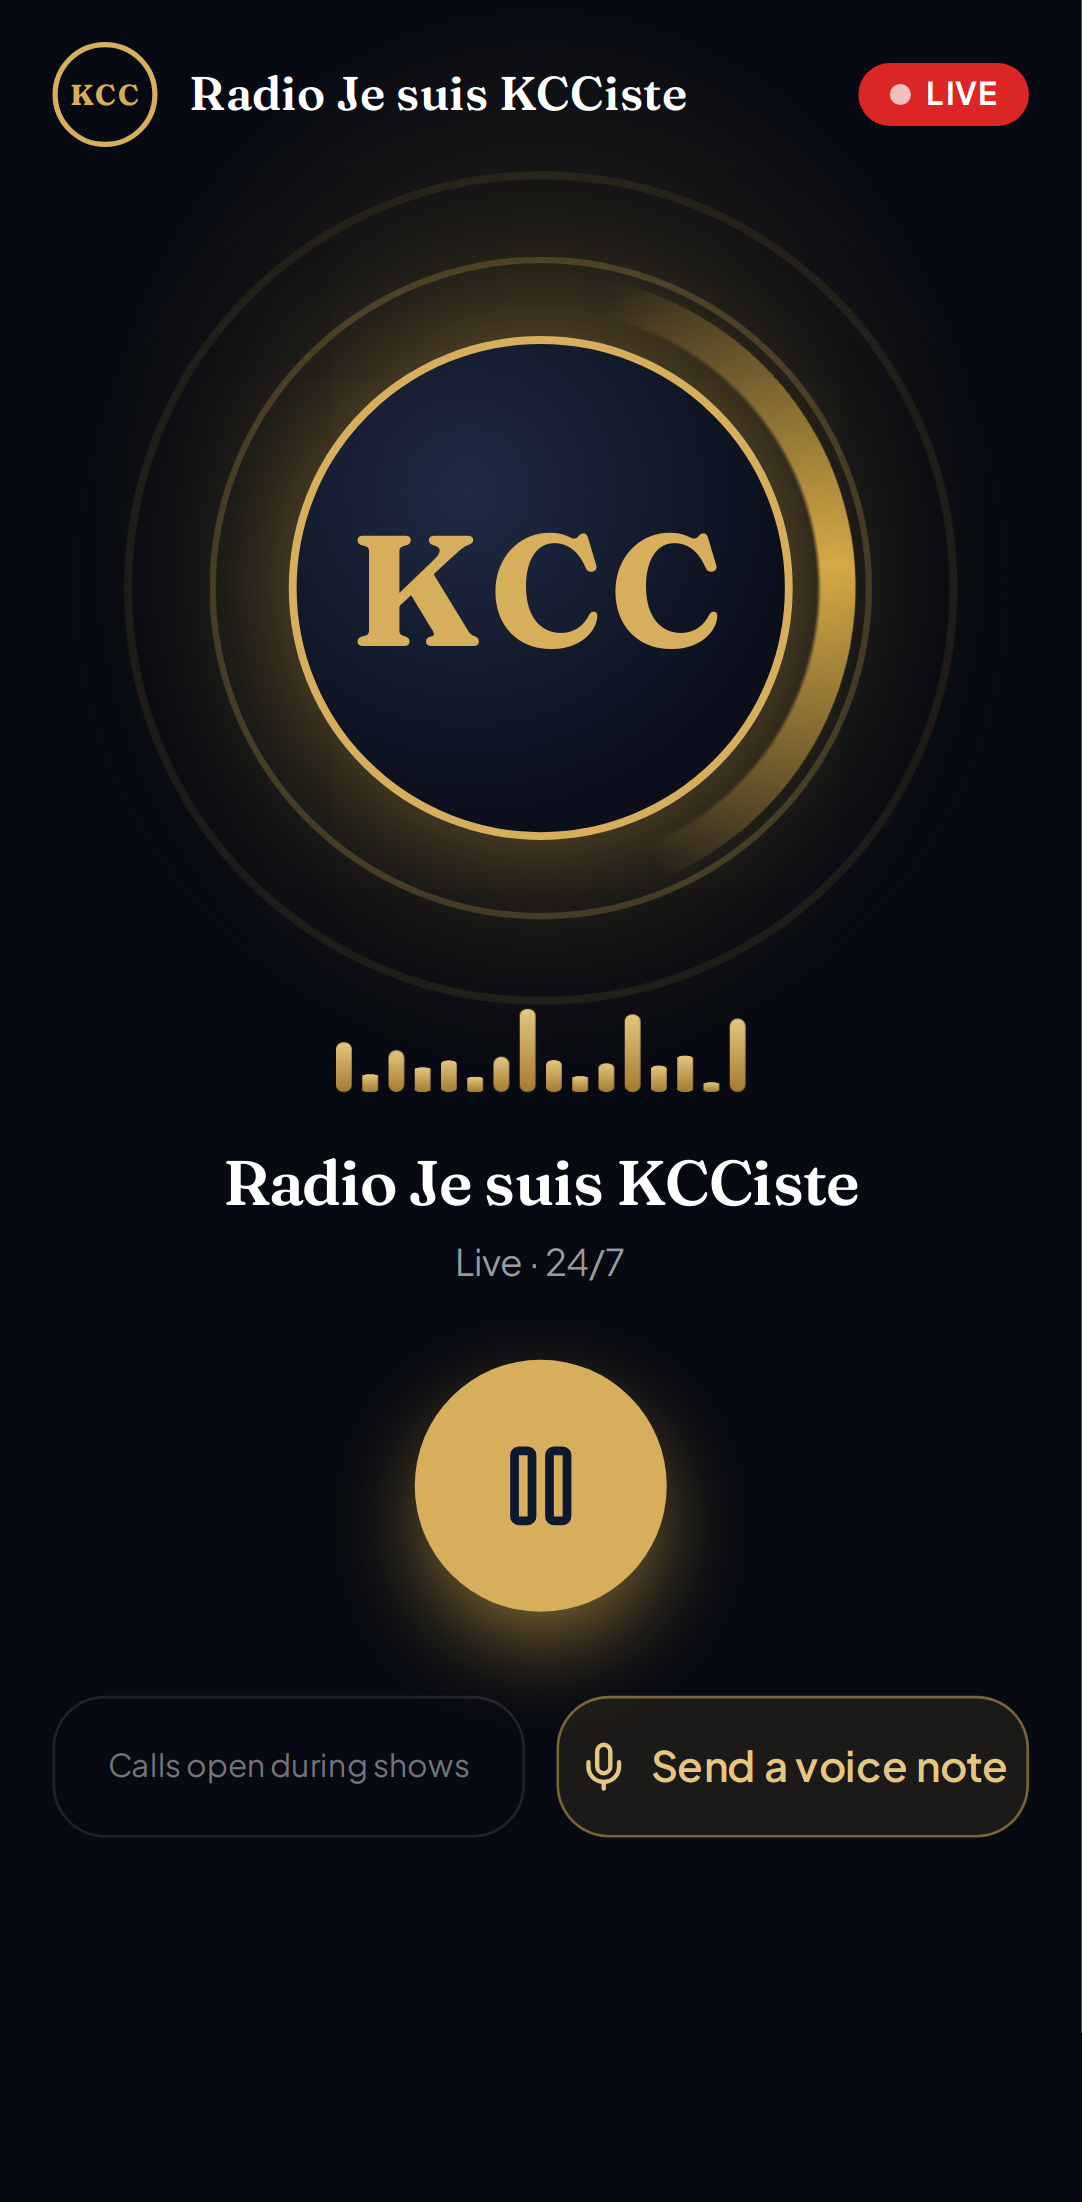 KCC
Radio Je suis KCCiste
LIVE
KCC
Radio Je suis KCCiste
Live · 24/7
Calls open during shows
Send a voice note